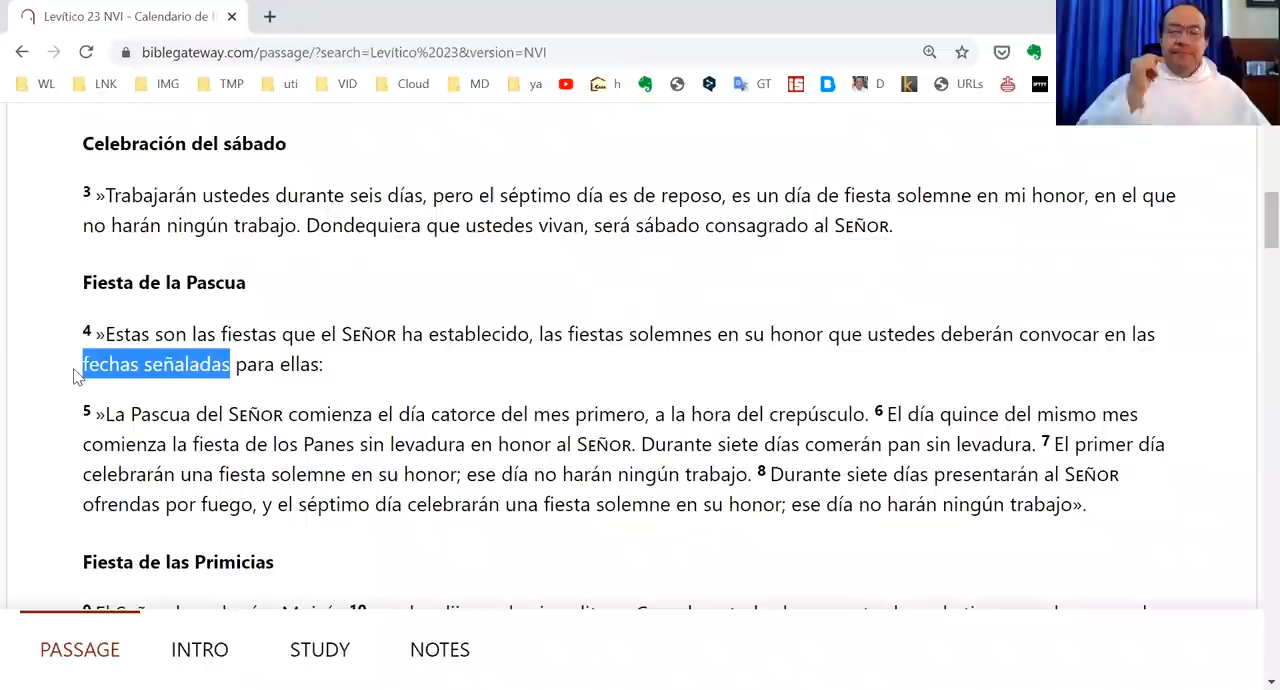 Levítico 23 NVI - Calendario de
biblegateway.com/passage/?search=Levítico%2023&version=NVI
WL LNK IMG TMP uti VID Cloud MD ya h GT D URLs
Celebración del sábado
3 »Trabajarán ustedes durante seis días, pero el séptimo día es de reposo, es un día de fiesta solemne en mi honor, en el que
no harán ningún trabajo. Dondequiera que ustedes vivan, será sábado consagrado al SEÑOR.
Fiesta de la Pascua
4 »Estas son las fiestas que el SEÑOR ha establecido, las fiestas solemnes en su honor que ustedes deberán convocar en las
fechas señaladas para ellas:
5 »La Pascua del SEÑOR comienza el día catorce del mes primero, a la hora del crepúsculo. 6 El día quince del mismo mes
comienza la fiesta de los Panes sin levadura en honor al SEÑOR. Durante siete días comerán pan sin levadura. 7 El primer día
celebrarán una fiesta solemne en su honor; ese día no harán ningún trabajo. 8 Durante siete días presentarán al SEÑOR
ofrendas por fuego, y el séptimo día celebrarán una fiesta solemne en su honor; ese día no harán ningún trabajo».
Fiesta de las Primicias
PASSAGE INTRO STUDY NOTES